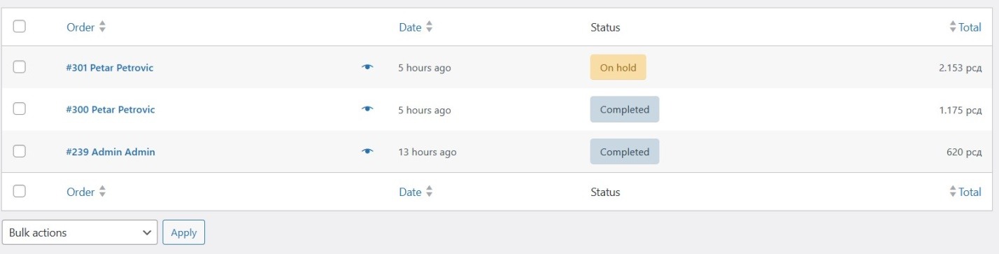 Order Date Status Total
#301 Petar Petrovic 5 hours ago On hold 2.153 рсд
#300 Petar Petrovic 5 hours ago Completed 1.175 рсд
#239 Admin Admin 13 hours ago Completed 620 рсд
Order Date Status Total
Bulk actions Apply